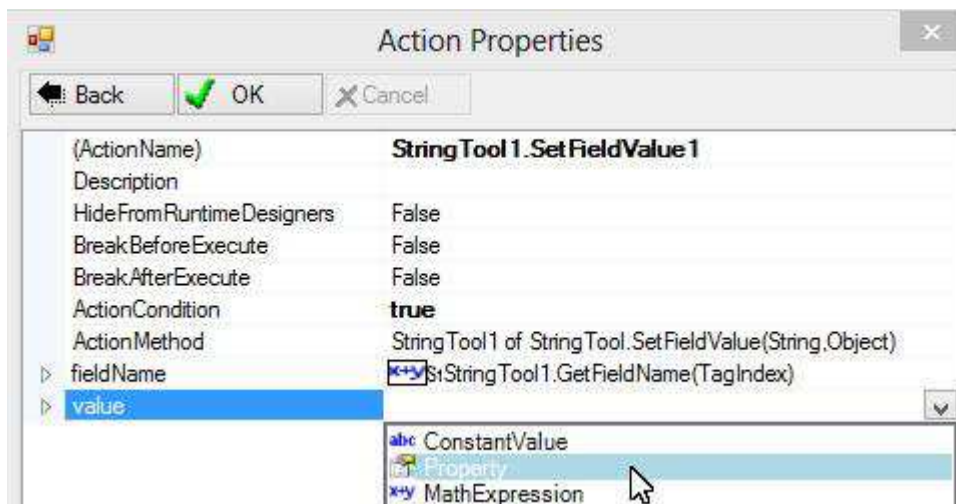 Action Properties
Back OK Cancel
(ActionName) StringTool1.SetFieldValue1
Description
HideFromRuntimeDesigners False
BreakBeforeExecute False
BreakAfterExecute False
ActionCondition true
ActionMethod StringTool1 of StringTool.SetFieldValue(String,Object)
fieldName x+y StringTool1.GetFieldName(TagIndex)
value
abc ConstantValue
Property
x+y MathExpression